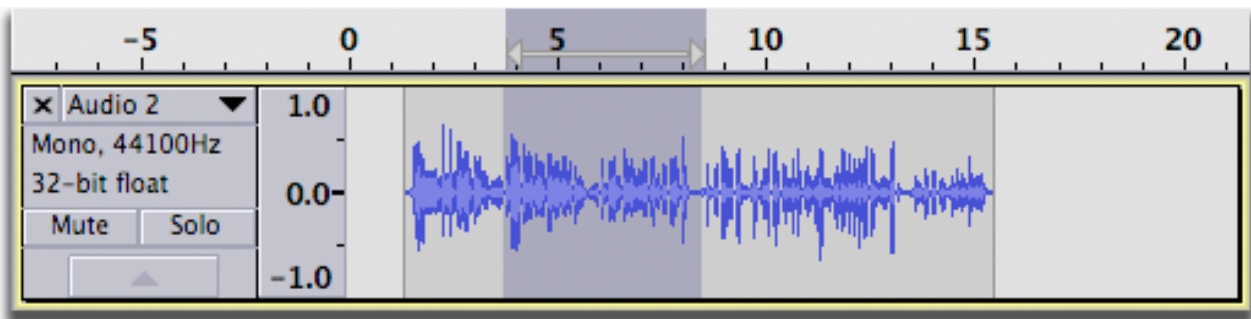 -5 0 5 10 15 20
× Audio 2 1.0
Mono, 44100Hz
32-bit float 0.0
Mute Solo
-1.0